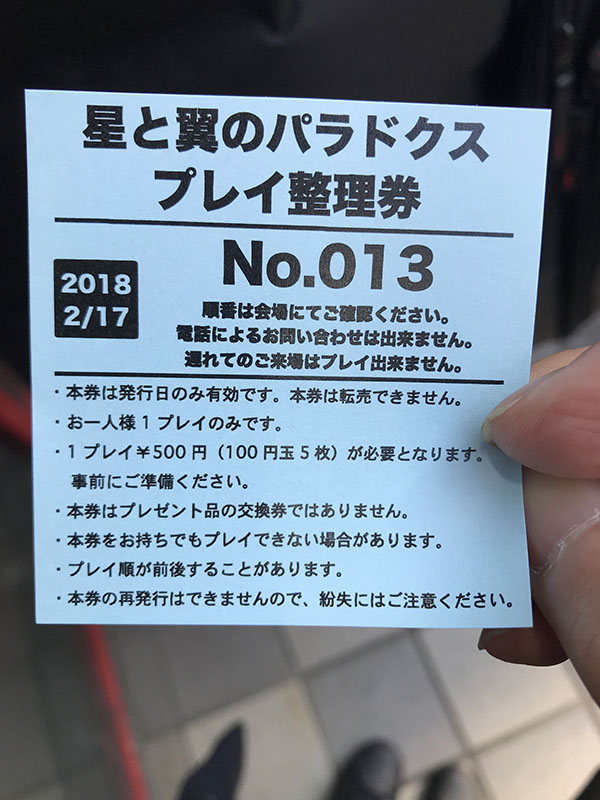 星と翼のパラドクス
プレイ整理券
2018
2/17
No.013
順番は会場にてご確認ください。
電話によるお問い合わせは出来ません。
遅れてのご来場はプレイ出来ません。
・本券は発行日のみ有効です。本券は転売できません。
・お一人様1プレイのみです。
・1プレイ¥500円（100円玉5枚）が必要となります。
事前にご準備ください。
・本券はプレゼント品の交換券ではありません。
・本券をお持ちでもプレイできない場合があります。
・プレイ順が前後することがあります。
・本券の再発行はできませんので、紛失にはご注意ください。